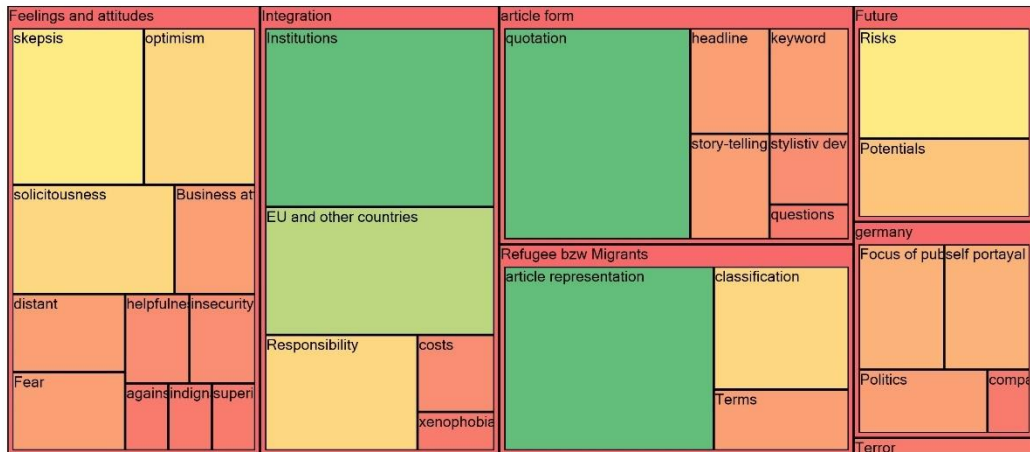 Feelings and attitudes
skepsis
optimism
solicitousness
Business at
distant
helpfulne
insecurity
Fear
agains
indigna
superi
Integration
Institutions
EU and other countries
Responsibility
costs
xenophobia
article form
quotation
headline
keyword
story-telling
stylistiv dev
questions
Refugee bzw Migrants
article representation
classification
Terms
Future
Risks
Potentials
germany
Focus of pub
self portayal
Politics
compa
Terror